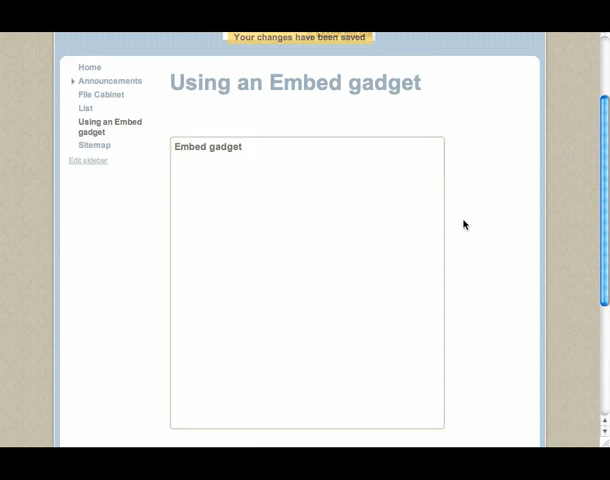 Your changes have been saved
Home
Announcements
File Cabinet
List
Using an Embed
gadget
Sitemap
Edit sidebar
Using an Embed gadget
Embed gadget